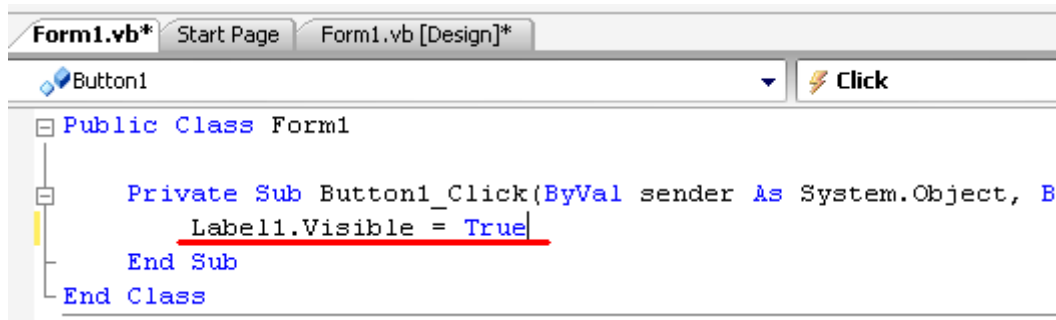 Form1.vb* Start Page Form1.vb [Design]*
Button1 Click
Public Class Form1
Private Sub Button1_Click(ByVal sender As System.Object, B
Label1.Visible = True
End Sub
End Class